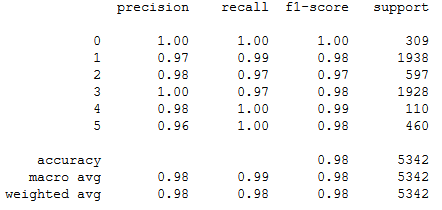 precision recall f1-score support
0 1.00 1.00 1.00 309
1 0.97 0.99 0.98 1938
2 0.98 0.97 0.97 597
3 1.00 0.97 0.98 1928
4 0.98 1.00 0.99 110
5 0.96 1.00 0.98 460
accuracy 0.98 5342
macro avg 0.98 0.99 0.98 5342
weighted avg 0.98 0.98 0.98 5342